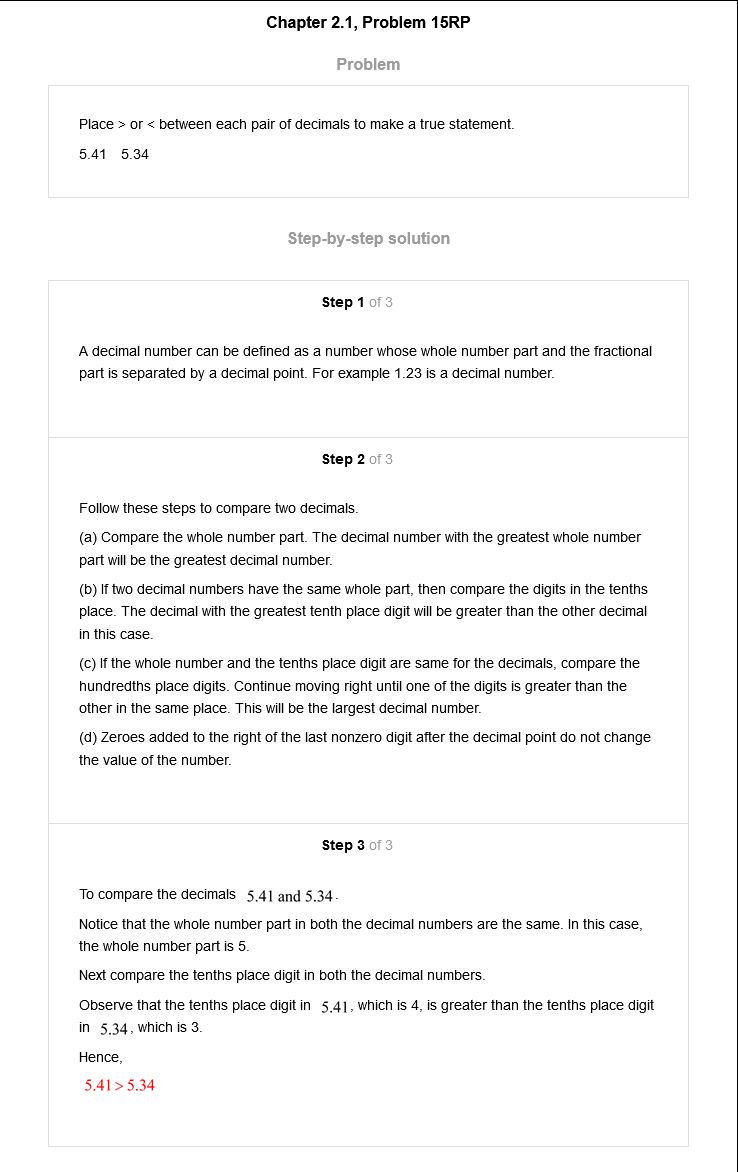 Chapter 2.1, Problem 15RP
Problem
Place > or < between each pair of decimals to make a true statement.
5.41 5.34
Step-by-step solution
Step 1 of 3
A decimal number can be defined as a number whose whole number part and the fractional
part is separated by a decimal point. For example 1.23 is a decimal number.
Step 2 of 3
Follow these steps to compare two decimals.
(a) Compare the whole number part. The decimal number with the greatest whole number
part will be the greatest decimal number.
(b) If two decimal numbers have the same whole part, then compare the digits in the tenths
place. The decimal with the greatest tenth place digit will be greater than the other decimal
in this case.
(c) If the whole number and the tenths place digit are same for the decimals, compare the
hundredths place digits. Continue moving right until one of the digits is greater than the
other in the same place. This will be the largest decimal number.
(d) Zeroes added to the right of the last nonzero digit after the decimal point do not change
the value of the number.
Step 3 of 3
To compare the decimals 5.41 and 5.34.
Notice that the whole number part in both the decimal numbers are the same. In this case,
the whole number part is 5.
Next compare the tenths place digit in both the decimal numbers.
Observe that the tenths place digit in 5.41, which is 4, is greater than the tenths place digit
in 5.34, which is 3.
Hence,
5.41 > 5.34